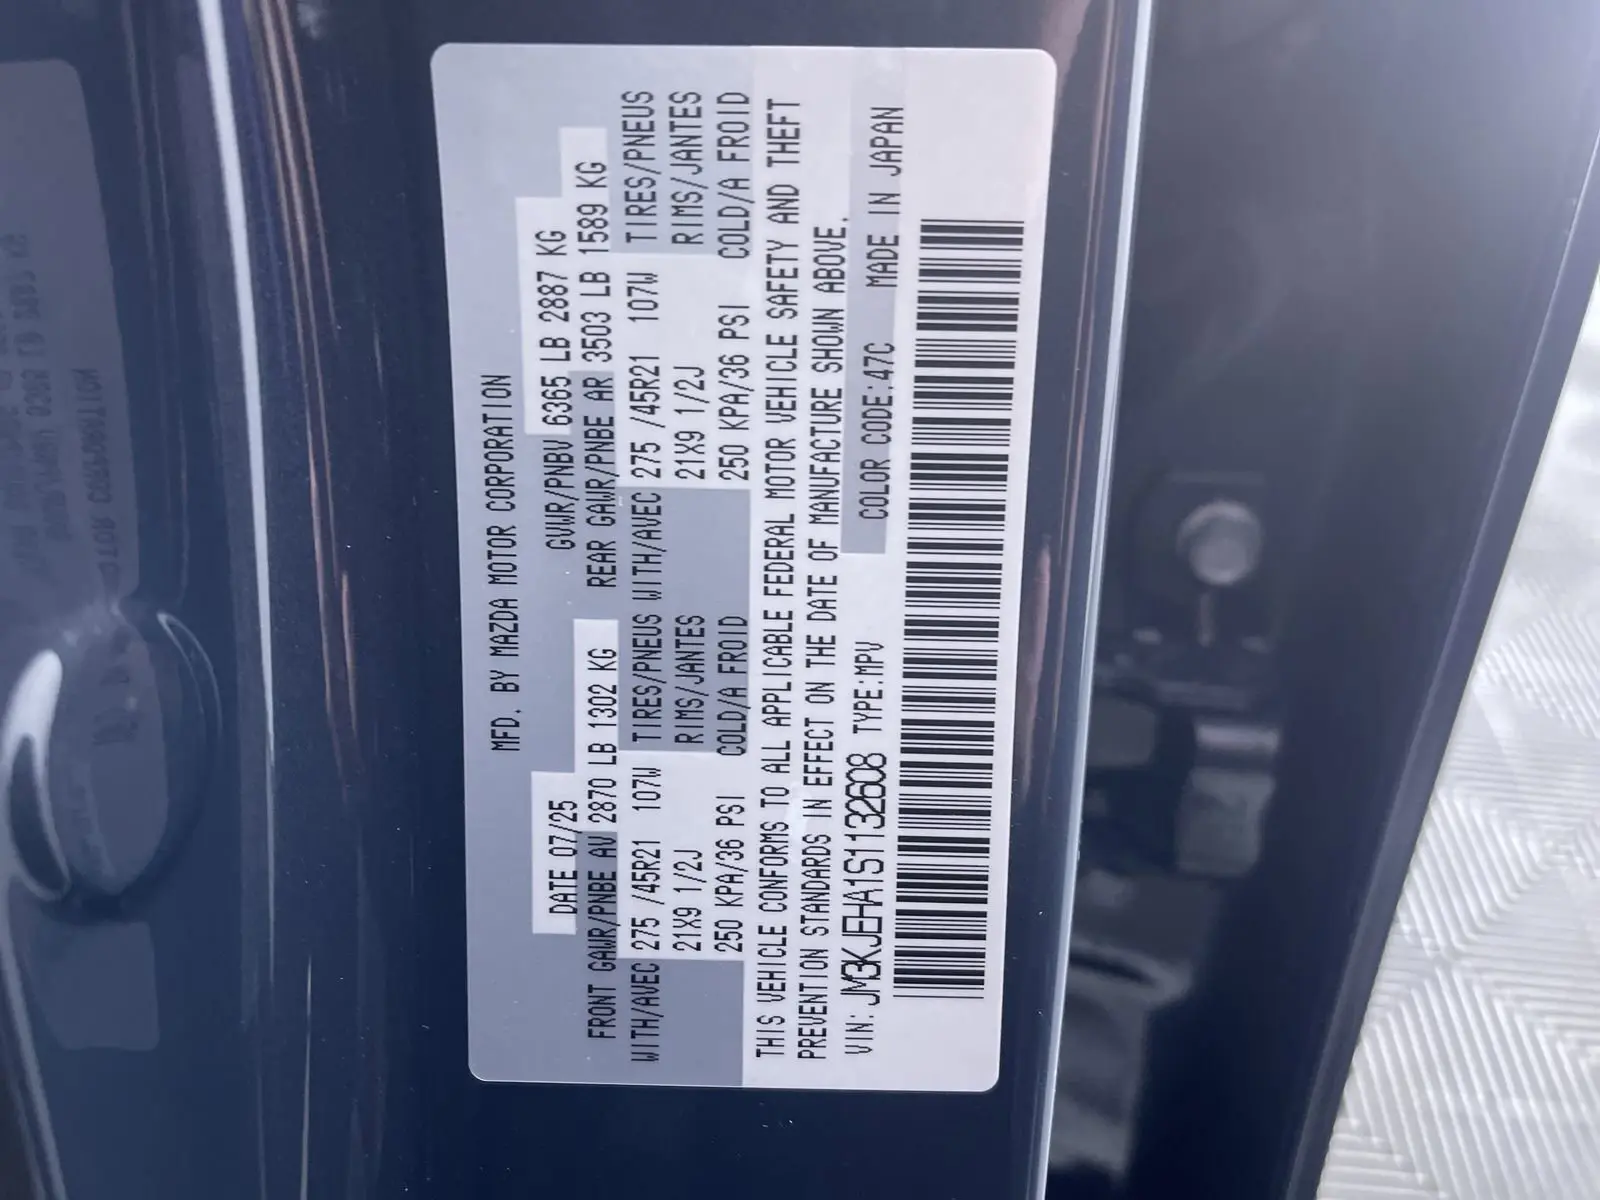 MFD. BY MAZDA MOTOR CORPORATION
DATE 07/25 GVWR/PNBV 6365 LB 2887 KG
FRONT GAWR/PNBE AV 2870 LB 1302 KG REAR GAWR/PNBE AR 3503 LB 1589 KG
WITH/AVEC 275 /45R21 107W TIRES/PNEUS WITH/AVEC 275 /45R21 107W TIRES/PNEUS
21X9 1/2J RIMS/JANTES 21X9 1/2J RIMS/JANTES
250 KPA/36 PSI COLD/A FROID 250 KPA/36 PSI COLD/A FROID
THIS VEHICLE CONFORMS TO ALL APPLICABLE FEDERAL MOTOR VEHICLE SAFETY AND THEFT
PREVENTION STANDARDS IN EFFECT ON THE DATE OF MANUFACTURE SHOWN ABOVE.
VIN: JM3KJEHA1S1132608 TYPE:MPV COLOR CODE:47C MADE IN JAPAN